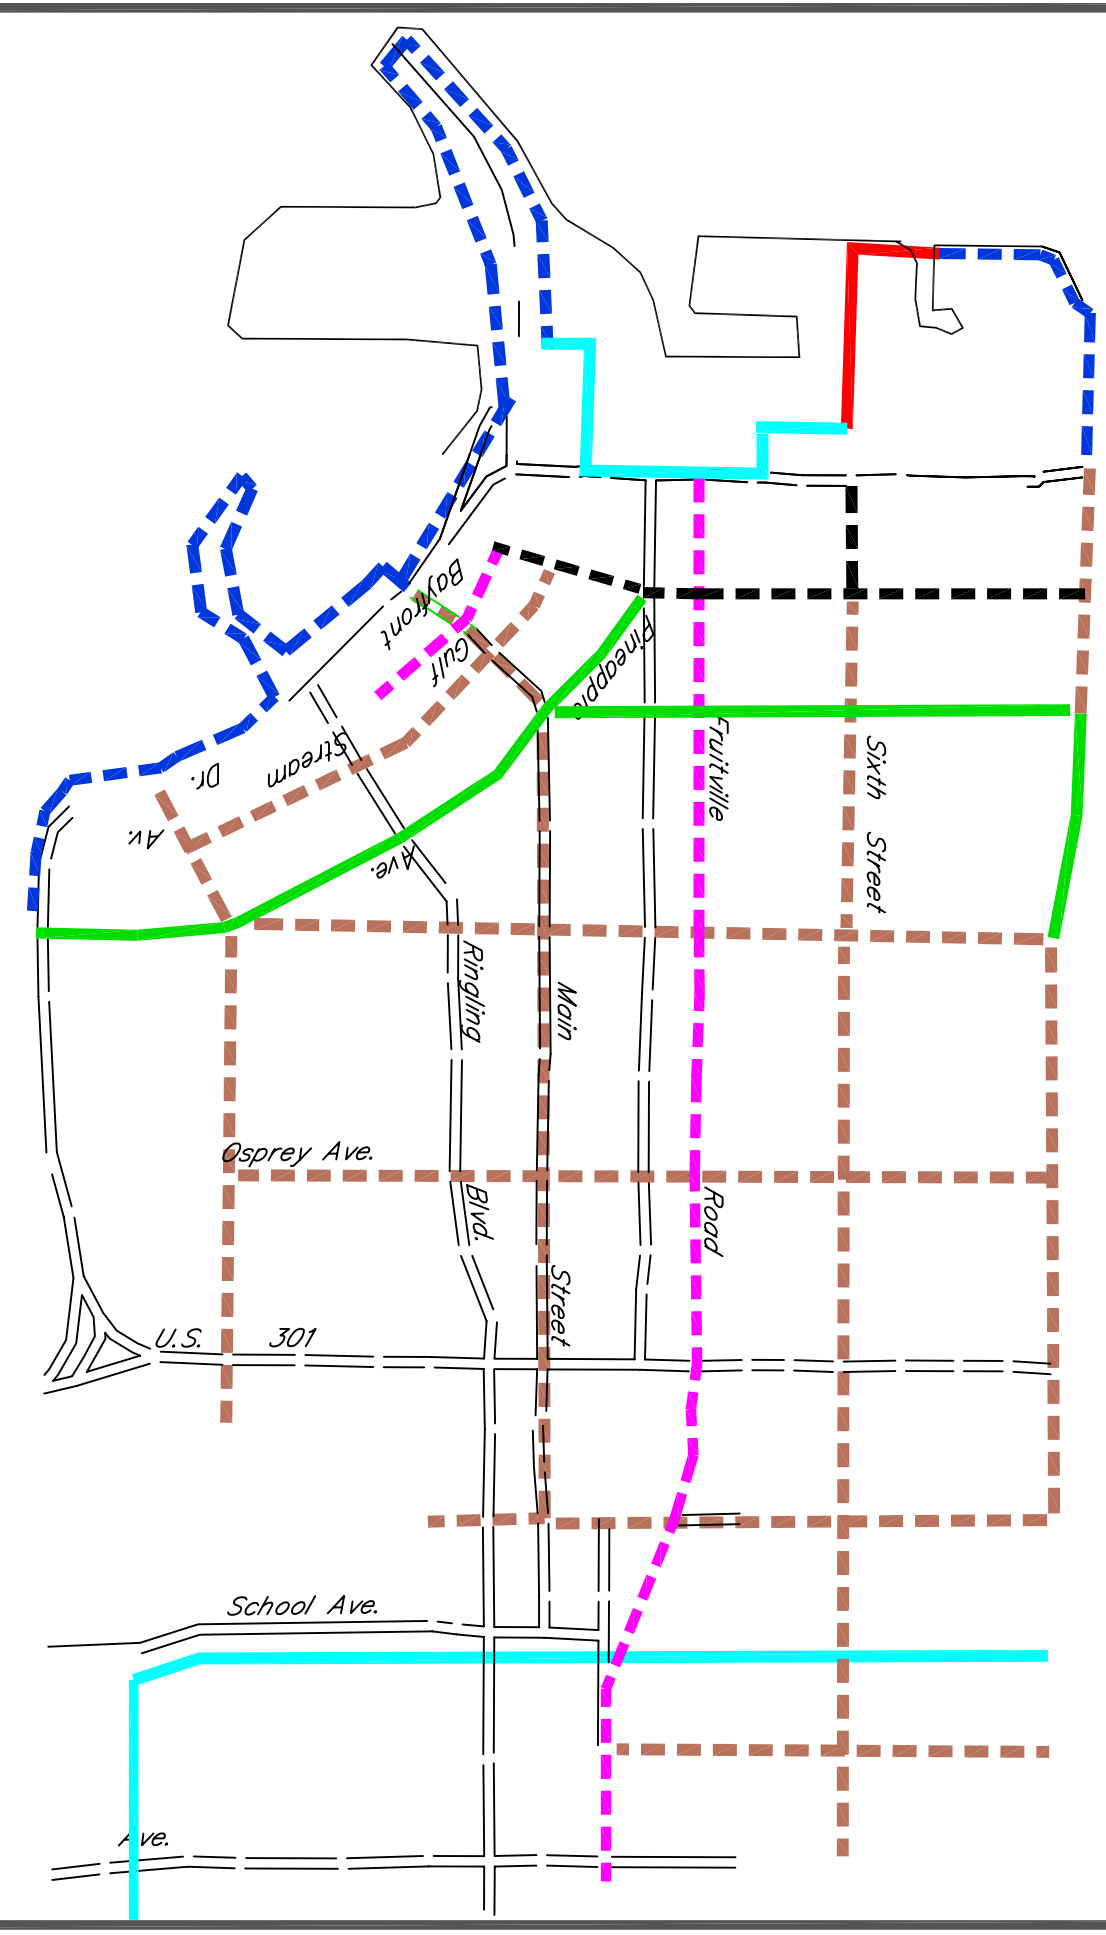 Bayfront
Gulf
Stream
Dr.
Av.
Pineapple
Ave.
Fruitville
Road
Sixth Street
Ringling
Blvd.
Main
Street
Osprey Ave.
U.S. 301
School Ave.
Ave.